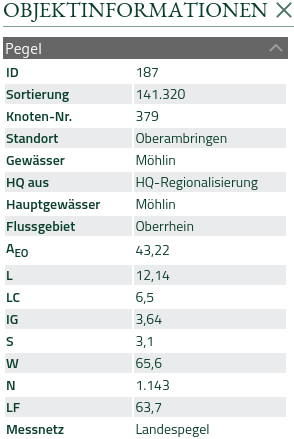 OBJEKTINFORMATIONEN
Pegel
ID 187
Sortierung 141.320
Knoten-Nr. 379
Standort Oberambringen
Gewässer Möhlin
HQ aus HQ-Regionalisierung
Hauptgewässer Möhlin
Flussgebiet Oberrhein
AEO 43,22
L 12,14
LC 6,5
IG 3,64
S 3,1
W 65,6
N 1.143
LF 63,7
Messnetz Landespegel